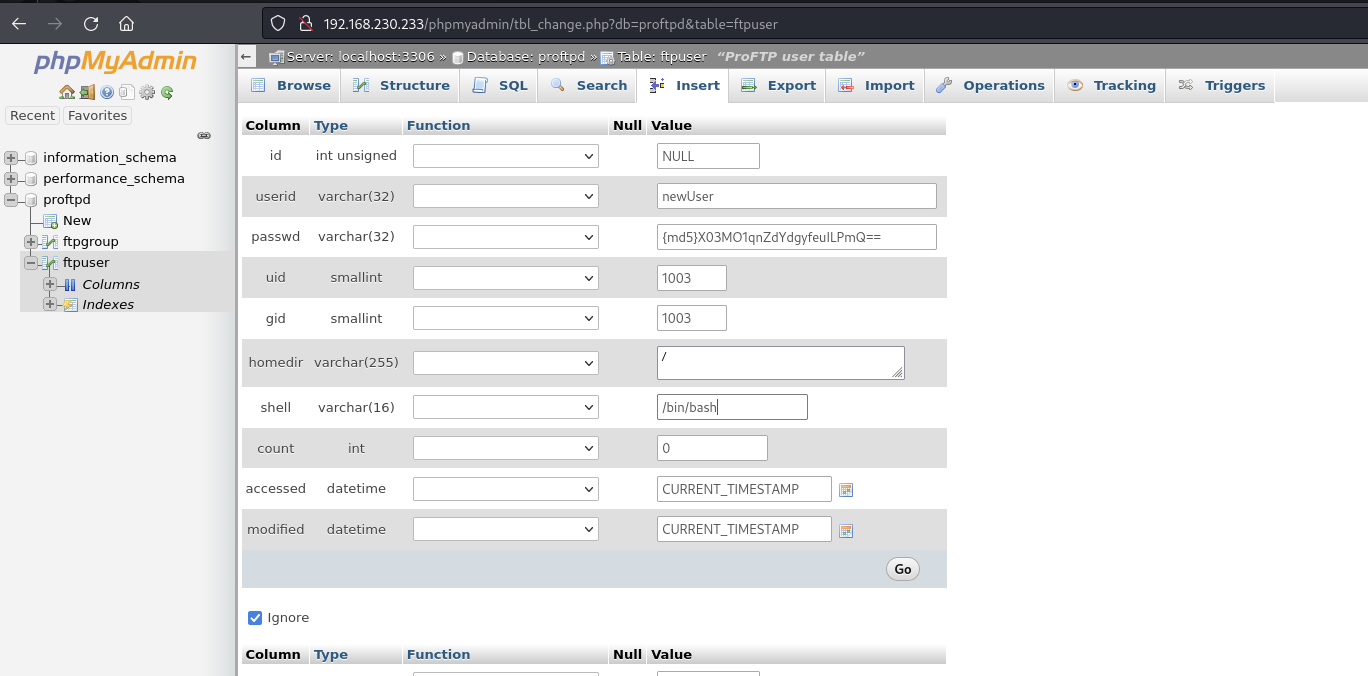 192.168.230.233/phpmyadmin/tbl_change.php?db=proftpd&table=ftpuser
phpMyAdmin
Recent Favorites
information_schema
performance_schema
proftpd
New
ftpgroup
ftpuser
Columns
Indexes
Server: localhost:3306 » Database: proftpd » Table: ftpuser "ProFTP user table"
Browse Structure SQL Search Insert Export Import Operations Tracking Triggers
Column Type Function Null Value
id int unsigned NULL
userid varchar(32) newUser
passwd varchar(32) {md5}X03MO1qnZdYdgyfeuILPmQ==
uid smallint 1003
gid smallint 1003
homedir varchar(255) /
shell varchar(16) /bin/bash
count int 0
accessed datetime CURRENT_TIMESTAMP
modified datetime CURRENT_TIMESTAMP
Go
Ignore
Column Type Function Null Value